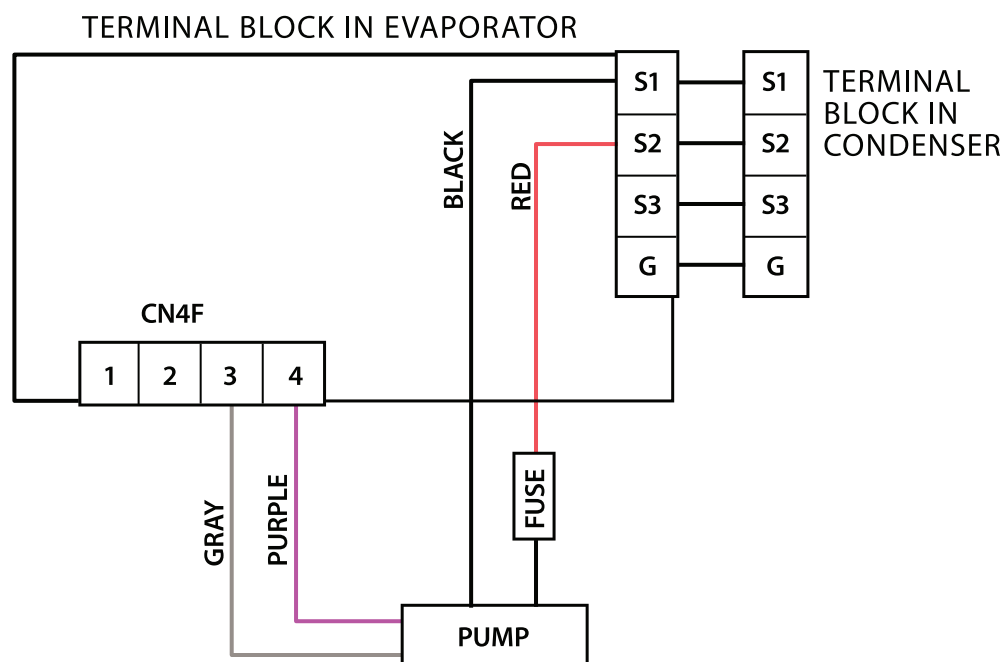 TERMINAL BLOCK IN EVAPORATOR
S1
S1
TERMINAL
BLOCK IN
CONDENSER
S2
S2
S3
S3
G
G
BLACK
RED
CN4F
1 2 3 4
GRAY
PURPLE
FUSE
PUMP